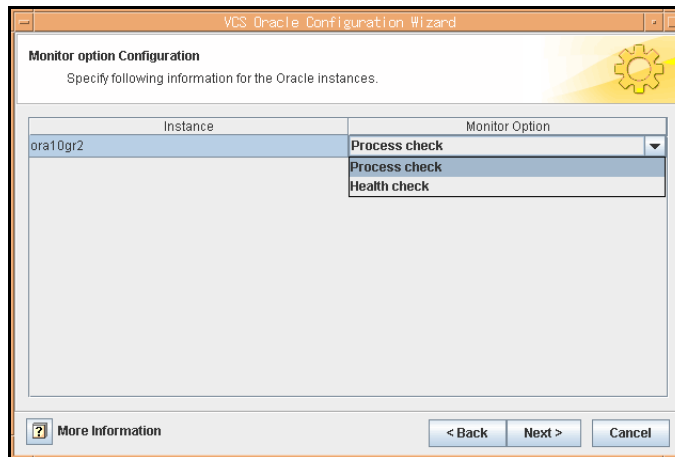 VCS Oracle Configuration Wizard
Monitor option Configuration
Specify following information for the Oracle instances.
Instance Monitor Option
ora10gr2 Process check
Process check
Health check
? More Information < Back Next > Cancel